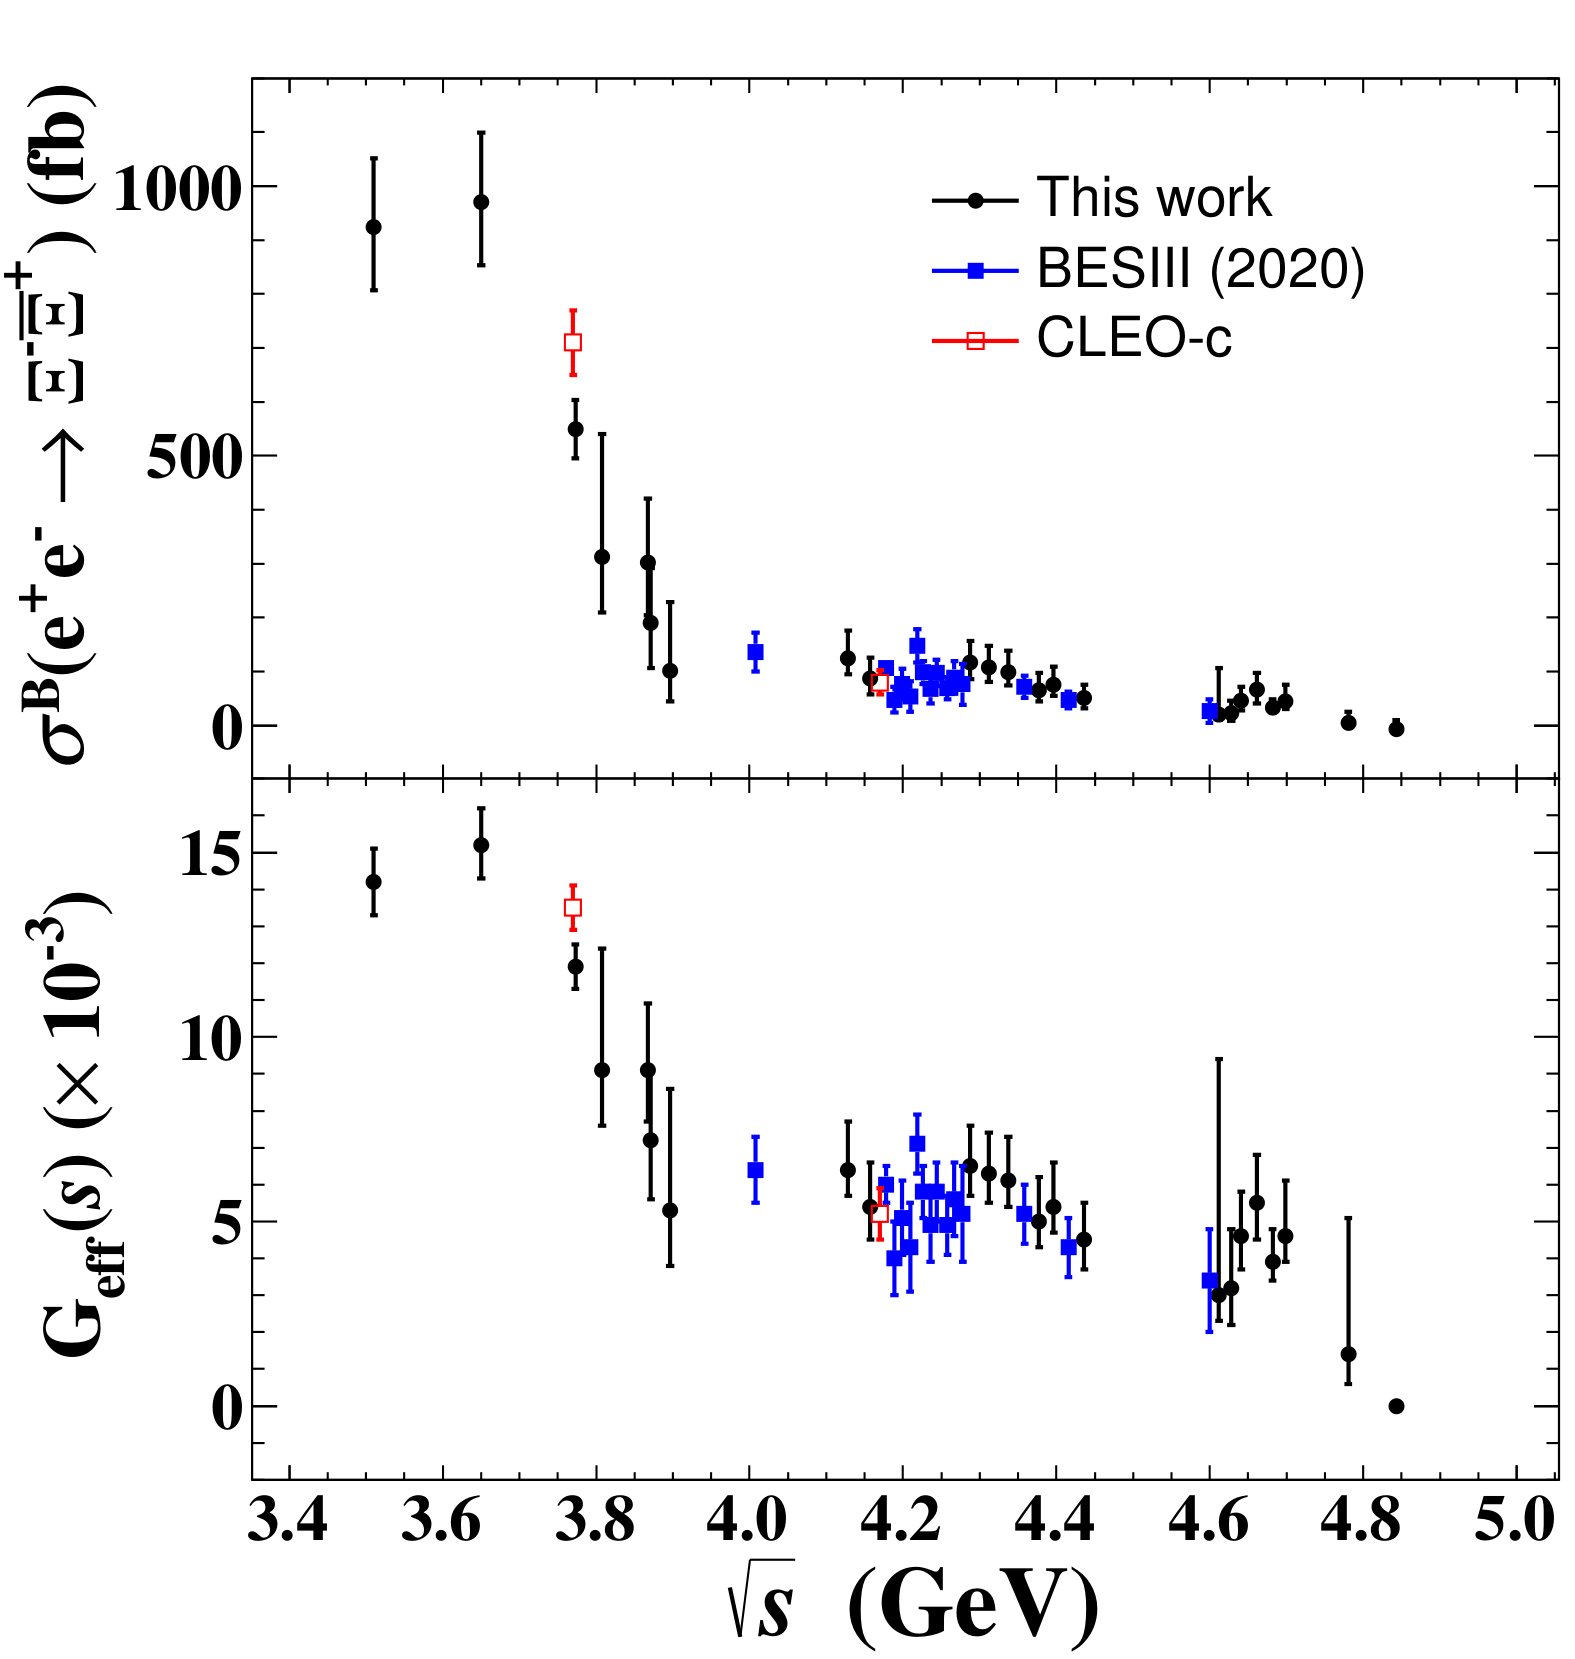 σᴮ(e⁺e⁻ → Ξ⁻Ξ̅⁺) (fb)
1000
500
0
This work
BESIII (2020)
CLEO-c
G_eff(s) (× 10⁻³)
15
10
5
0
3.4 3.6 3.8 4.0 4.2 4.4 4.6 4.8 5.0
√s (GeV)